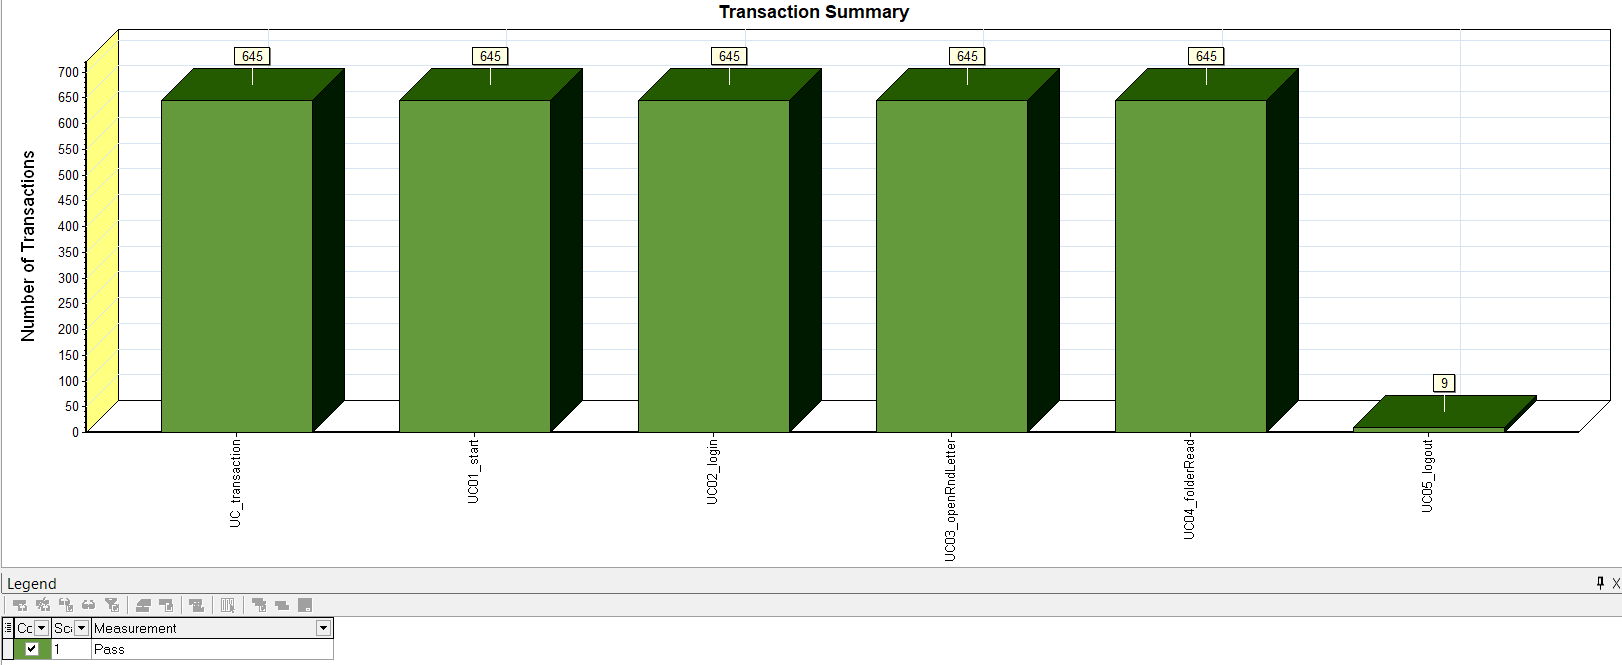 Transaction Summary
645
645
645
645
645
9
Number of Transactions
700
650
600
550
500
450
400
350
300
250
200
150
100
50
0
UC_transaction
UC01_start
UC02_login
UC03_openRndLetter
UC04_folderRead
UC05_logout
Legend
Cc Sc Measurement
1 Pass